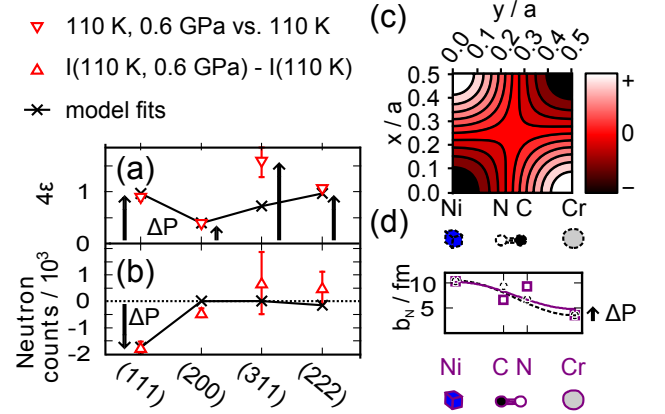 110 K, 0.6 GPa vs. 110 K
I(110 K, 0.6 GPa) - I(110 K)
model fits
(a)
4ε
1
0
ΔP
(b)
Neutron
counts / 10³
1
0
-1
-2
ΔP
(111)
(200)
(311)
(222)
(c)
y / a
0.0
0.1
0.2
0.3
0.4
0.5
x / a
0.5
0.4
0.3
0.2
0.1
0.0
+
0
−
(d)
Ni N C Cr
b_N / fm
10
5
ΔP
Ni C N Cr